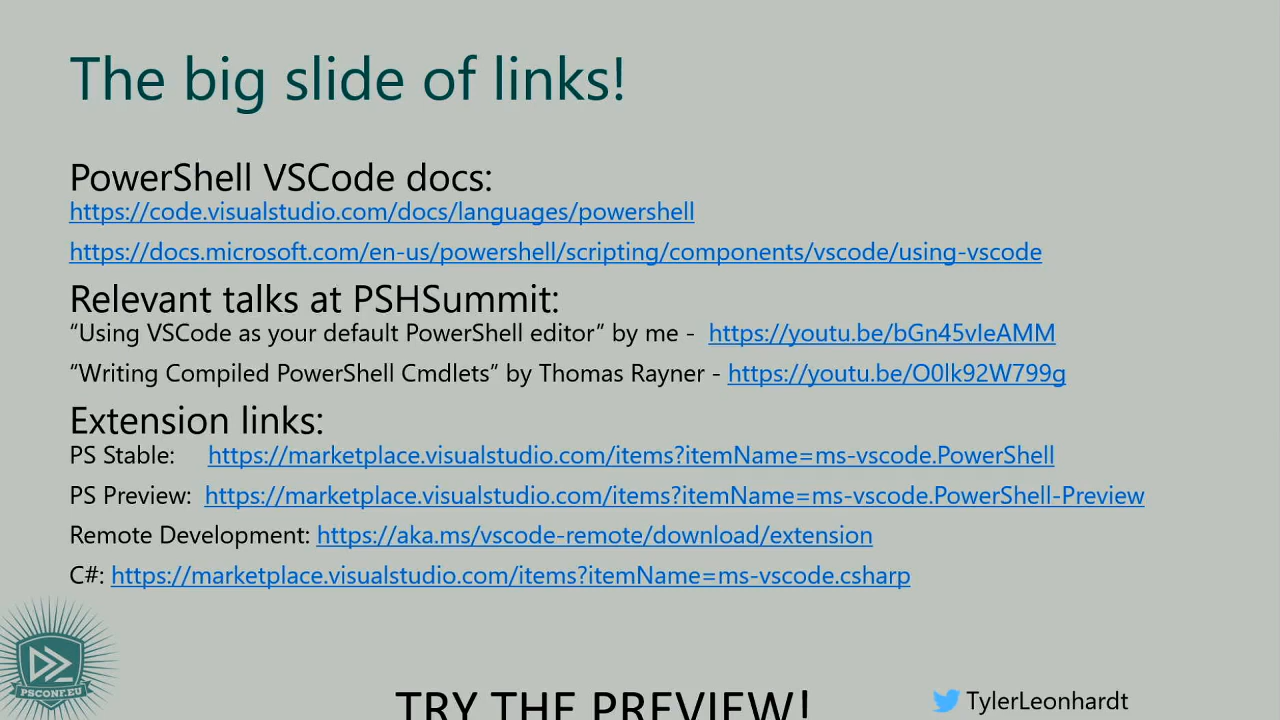 The big slide of links!
PowerShell VSCode docs:
https://code.visualstudio.com/docs/languages/powershell
https://docs.microsoft.com/en-us/powershell/scripting/components/vscode/using-vscode
Relevant talks at PSHSummit:
“Using VSCode as your default PowerShell editor” by me - https://youtu.be/bGn45vIeAMM
“Writing Compiled PowerShell Cmdlets” by Thomas Rayner - https://youtu.be/O0lk92W799g
Extension links:
PS Stable: https://marketplace.visualstudio.com/items?itemName=ms-vscode.PowerShell
PS Preview: https://marketplace.visualstudio.com/items?itemName=ms-vscode.PowerShell-Preview
Remote Development: https://aka.ms/vscode-remote/download/extension
C#: https://marketplace.visualstudio.com/items?itemName=ms-vscode.csharp
PSCONF.EU
TRY THE PREVIEW!
TylerLeonhardt